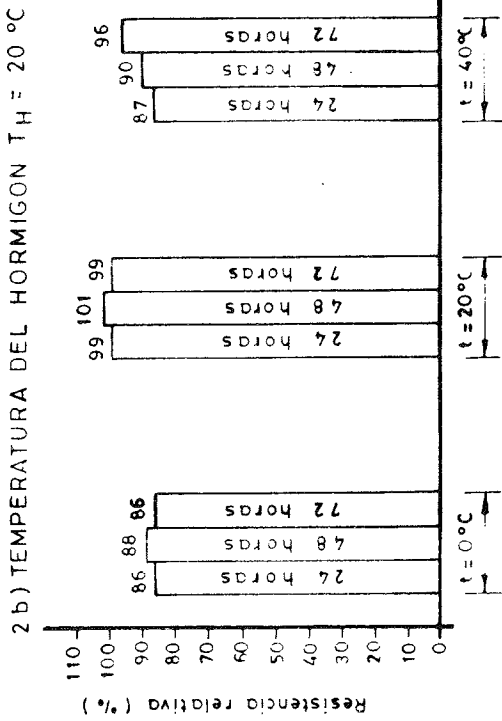 2 b) TEMPERATURA DEL HORMIGON T_H = 20 °C
Resistencia relativa (%)
110
100
90
80
70
60
50
40
30
20
10
0
86 88 86
24 horas
48 horas
72 horas
t = 0°C
99 101 99
24 horas
48 horas
72 horas
t = 20°C
87 90 96
24 horas
48 horas
72 horas
t = 40°C